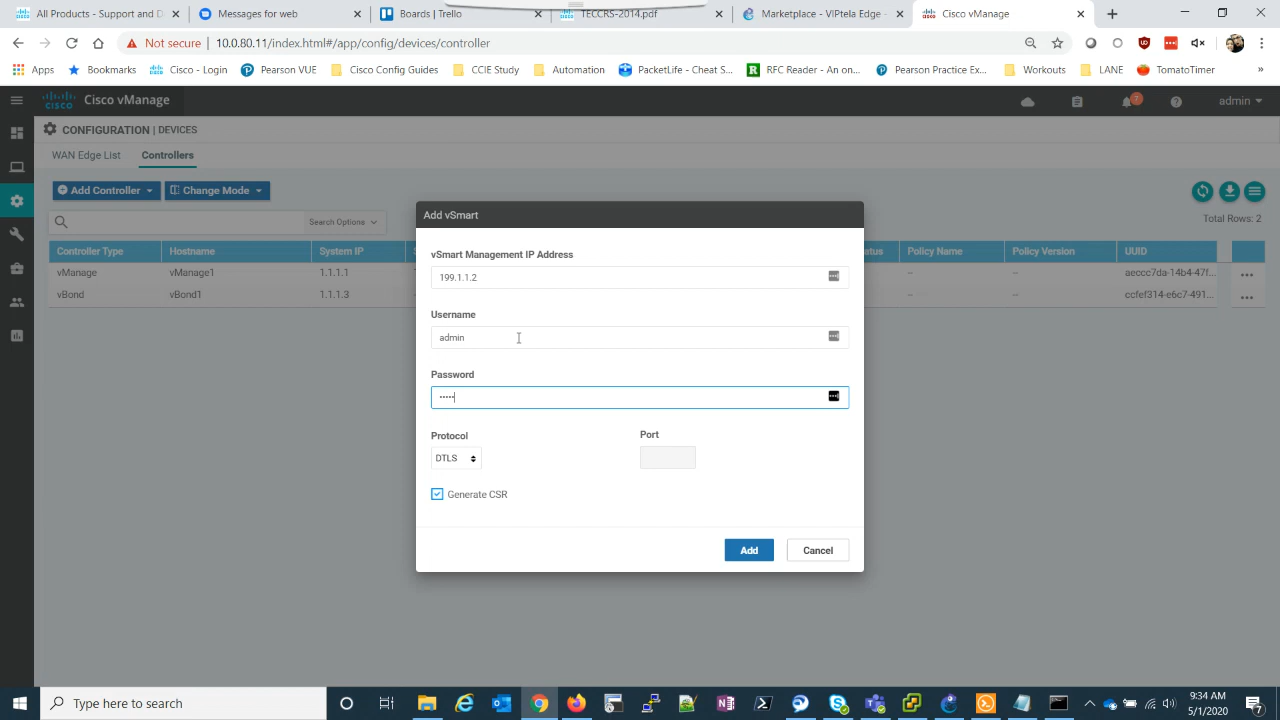 All Cisco - Support and D
Messages for web
Boards | Trello
TECCRS-2014.pdf
Marketplace - VPtela Edge
Cisco vManage
Not secure | 10.0.80.11/index.html#/app/config/devices/controller
Apps
Bookmarks
Cisco - Login
Pearson VUE
Cisco Config Guides
CCIE Study
Automation
PacketLife - Cheat S...
RFC Reader - An on...
Pearson Practice Ex...
Workouts
LANE
TomatoTimer
»
cisco
Cisco vManage
7
admin
CONFIGURATION | DEVICES
WAN Edge List
Controllers
Add Controller
Change Mode
Search Options
Total Rows: 2
Controller Type
Hostname
System IP
S
atus
Policy Name
Policy Version
UUID
vManage
vManage1
1.1.1.1
--
--
aeccc7da-14b4-47f...
•••
vBond
vBond1
1.1.1.3
--
--
ccfef314-e6c7-491...
•••
Add vSmart
vSmart Management IP Address
199.1.1.2
Username
admin
Password
•••••
Protocol
Port
DTLS
Generate CSR
Add
Cancel
Type here to search
9:34 AM
5/1/2020
7